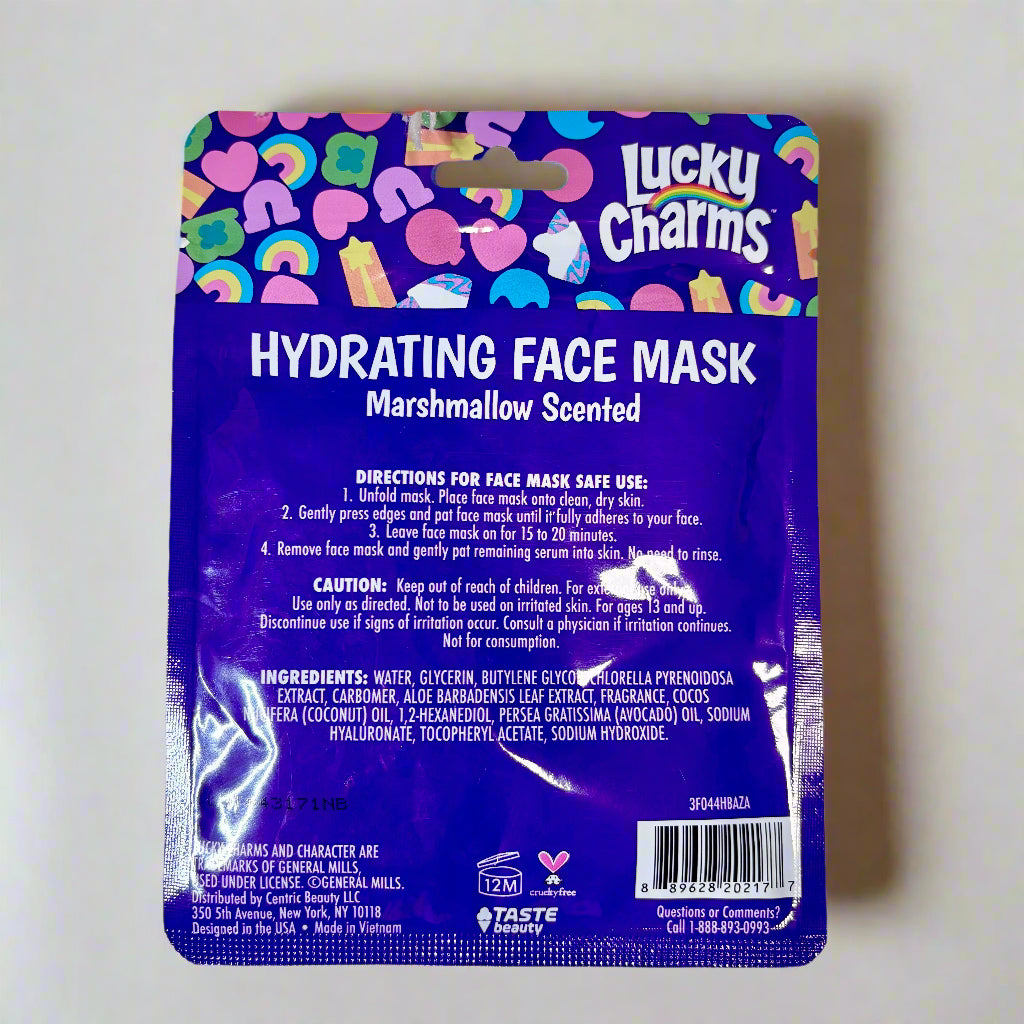 Lucky
Charms™
HYDRATING FACE MASK
Marshmallow Scented
DIRECTIONS FOR FACE MASK SAFE USE:
1. Unfold mask. Place face mask onto clean, dry skin.
2. Gently press edges and pat face mask until it fully adheres to your face.
3. Leave face mask on for 15 to 20 minutes.
4. Remove face mask and gently pat remaining serum into skin. No need to rinse.
CAUTION: Keep out of reach of children. For external use only.
Use only as directed. Not to be used on irritated skin. For ages 13 and up.
Discontinue use if signs of irritation occur. Consult a physician if irritation continues.
Not for consumption.
INGREDIENTS: WATER, GLYCERIN, BUTYLENE GLYCOL, CHLORELLA PYRENOIDOSA
EXTRACT, CARBOMER, ALOE BARBADENSIS LEAF EXTRACT, FRAGRANCE, COCOS
NUCIFERA (COCONUT) OIL, 1,2-HEXANEDIOL, PERSEA GRATISSIMA (AVOCADO) OIL, SODIUM
HYALURONATE, TOCOPHERYL ACETATE, SODIUM HYDROXIDE.
3F044HBAZA
LUCKY CHARMS AND CHARACTER ARE
TRADEMARKS OF GENERAL MILLS,
USED UNDER LICENSE. ©GENERAL MILLS.
Distributed by Centric Beauty LLC
350 5th Avenue, New York, NY 10118
Designed in the USA • Made in Vietnam
12M
crueltyfree
TASTE
beauty
8 89628 20217 7
Questions or Comments?
Call 1-888-893-0993